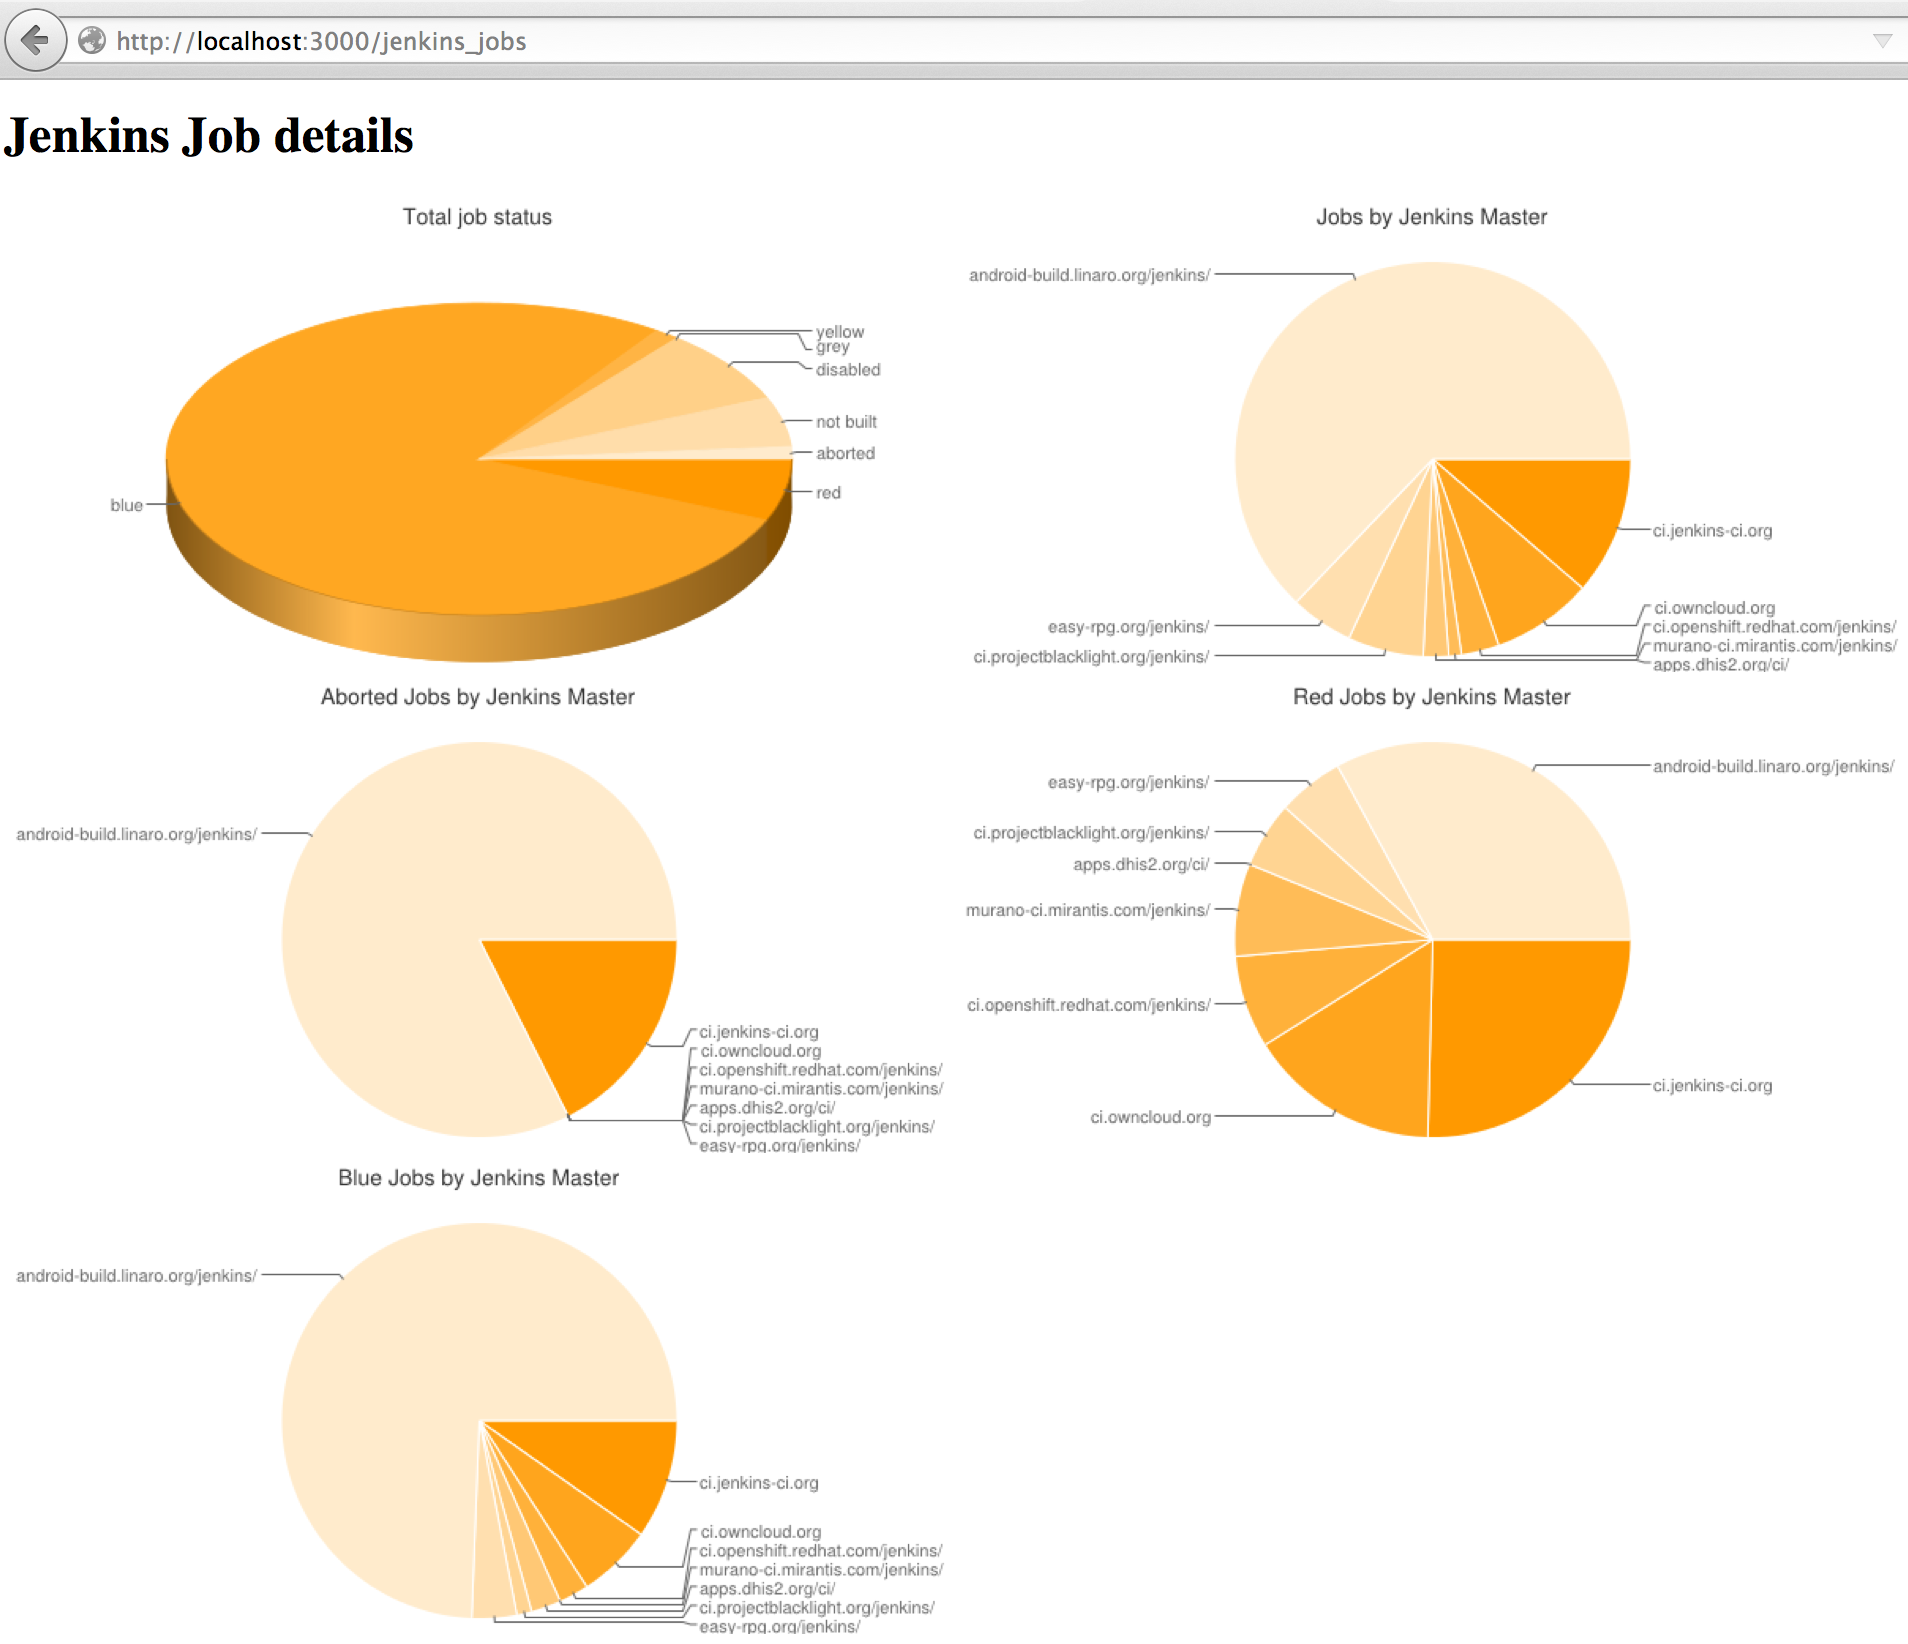 http://localhost:3000/jenkins_jobs
Jenkins Job details
Total job status
yellow
grey
disabled
not built
aborted
red
blue
Jobs by Jenkins Master
android-build.linaro.org/jenkins/
ci.jenkins-ci.org
ci.owncloud.org
ci.openshift.redhat.com/jenkins/
murano-ci.mirantis.com/jenkins/
apps.dhis2.org/ci/
easy-rpg.org/jenkins/
ci.projectblacklight.org/jenkins/
Aborted Jobs by Jenkins Master
android-build.linaro.org/jenkins/
ci.jenkins-ci.org
ci.owncloud.org
ci.openshift.redhat.com/jenkins/
murano-ci.mirantis.com/jenkins/
apps.dhis2.org/ci/
ci.projectblacklight.org/jenkins/
easy-rpg.org/jenkins/
Red Jobs by Jenkins Master
android-build.linaro.org/jenkins/
easy-rpg.org/jenkins/
ci.projectblacklight.org/jenkins/
apps.dhis2.org/ci/
murano-ci.mirantis.com/jenkins/
ci.openshift.redhat.com/jenkins/
ci.owncloud.org
ci.jenkins-ci.org
Blue Jobs by Jenkins Master
android-build.linaro.org/jenkins/
ci.jenkins-ci.org
ci.owncloud.org
ci.openshift.redhat.com/jenkins/
murano-ci.mirantis.com/jenkins/
apps.dhis2.org/ci/
ci.projectblacklight.org/jenkins/
easy-rpg.org/jenkins/